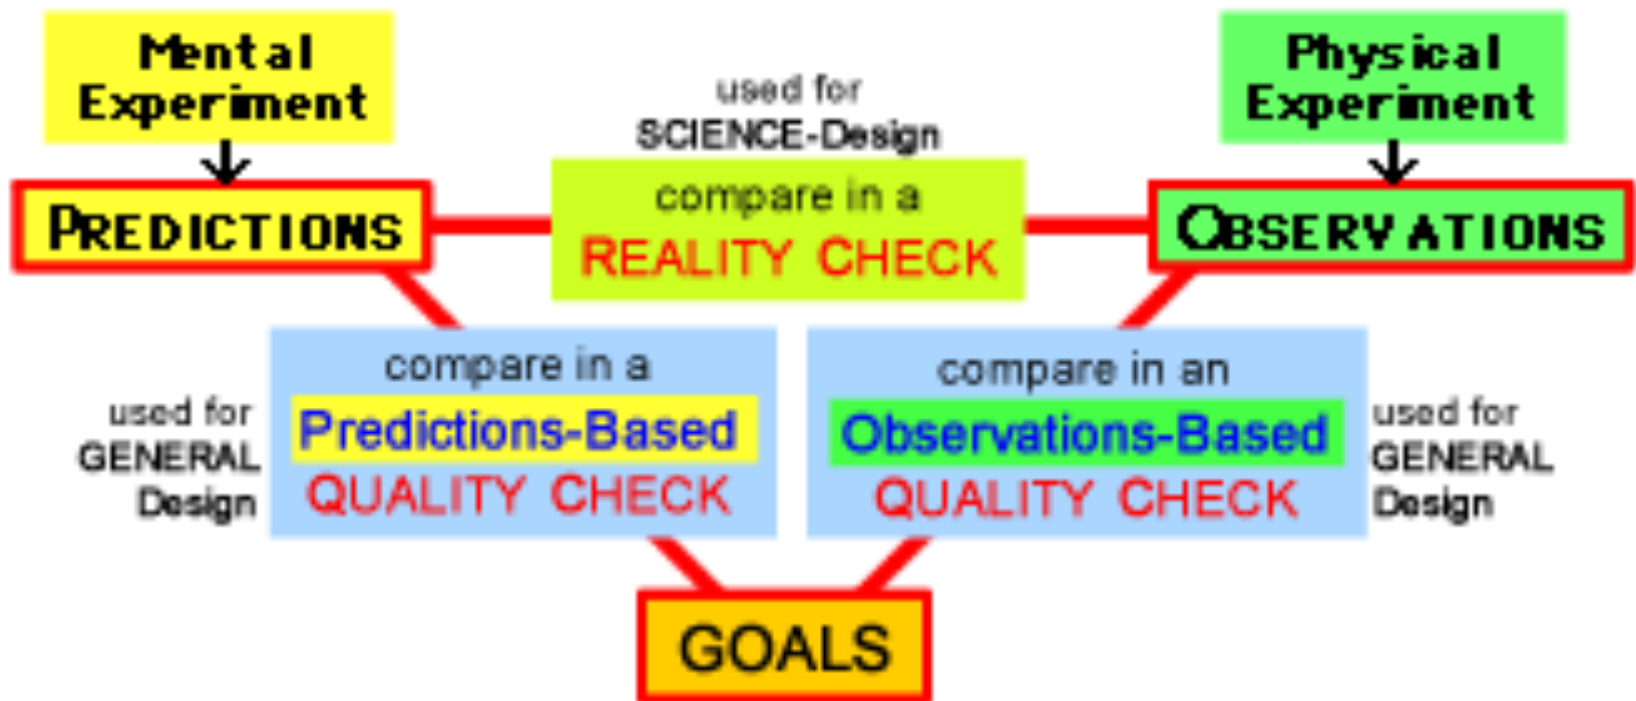 Mental
Experiment
Physical
Experiment
used for
SCIENCE-Design
PREDICTIONS
compare in a
REALITY CHECK
OBSERVATIONS
used for
GENERAL
Design
compare in a
Predictions-Based
QUALITY CHECK
compare in an
Observations-Based
QUALITY CHECK
used for
GENERAL
Design
GOALS